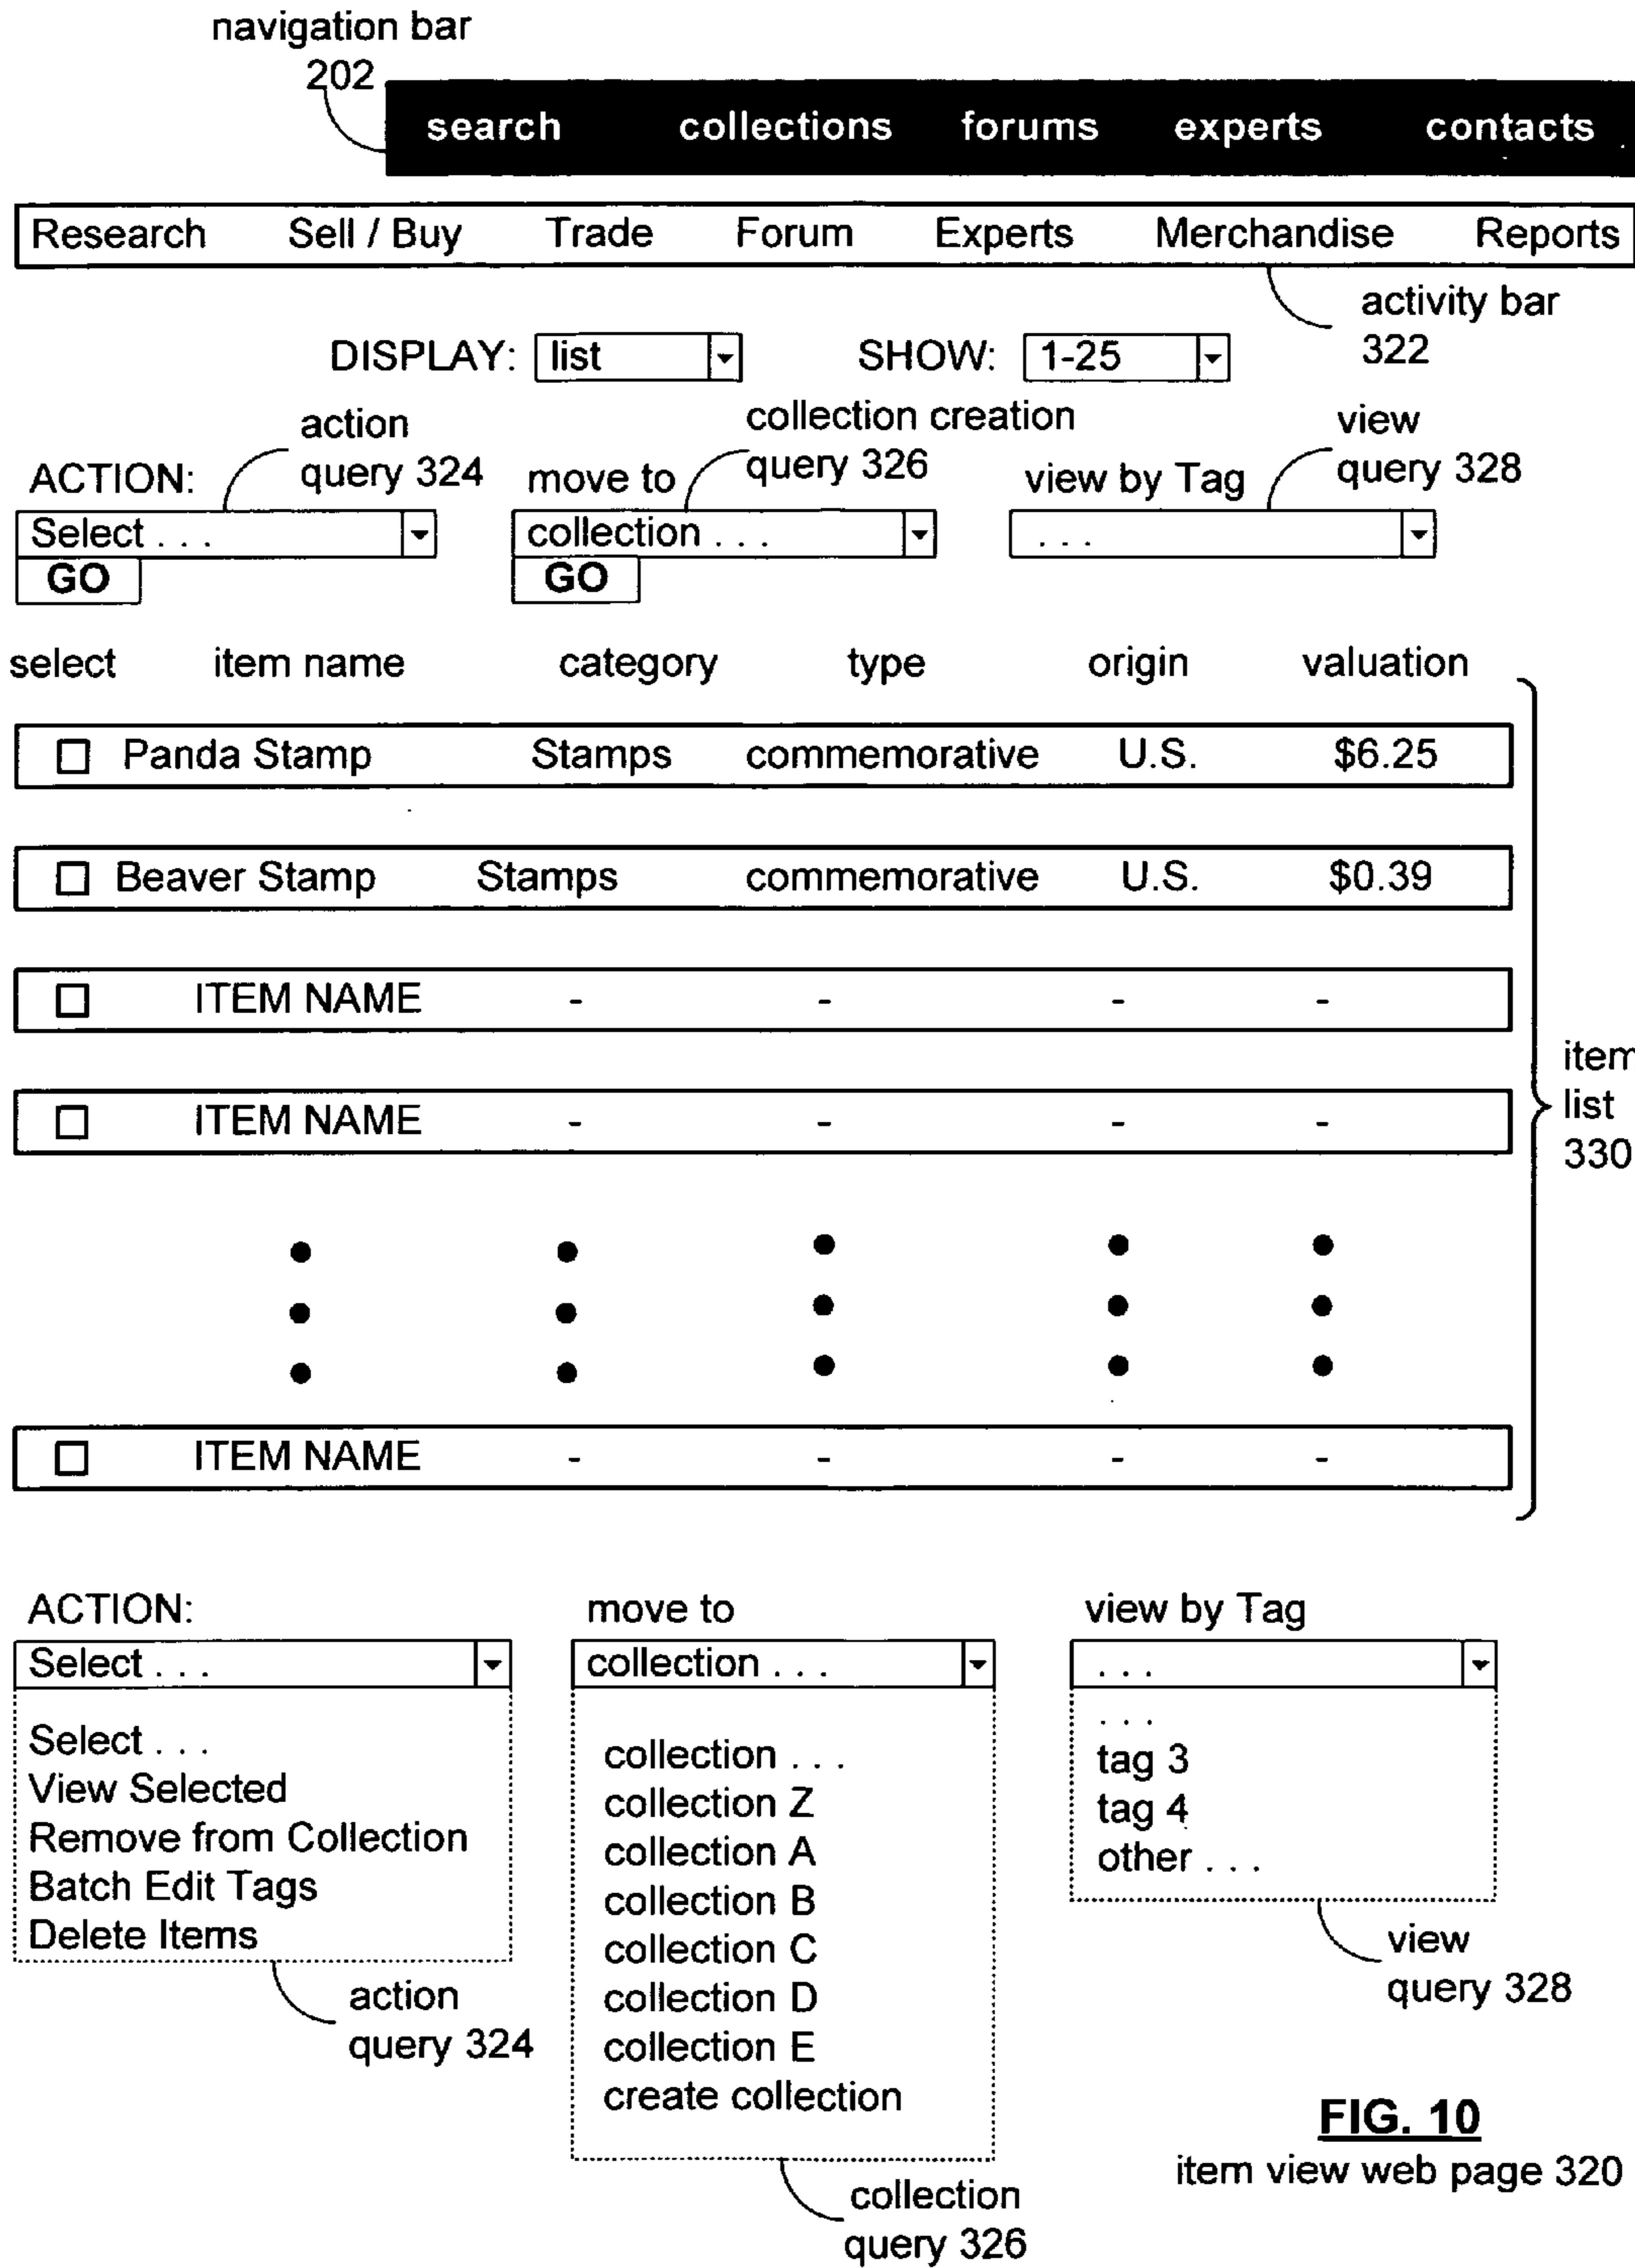 navigation bar
202
search collections forums experts contacts
Research Sell / Buy Trade Forum Experts Merchandise Reports
activity bar
322
DISPLAY: list SHOW: 1-25
action
query 324
collection creation
query 326
view
query 328
ACTION: move to view by Tag
Select . . . collection . . . . . .
GO GO
select item name category type origin valuation
Panda Stamp Stamps commemorative U.S. $6.25
Beaver Stamp Stamps commemorative U.S. $0.39
ITEM NAME - - - -
ITEM NAME - - - -
item
list
330
ITEM NAME - - - -
ACTION:
Select . . .
Select . . .
View Selected
Remove from Collection
Batch Edit Tags
Delete Items
action
query 324
move to
collection . . .
collection . . .
collection Z
collection A
collection B
collection C
collection D
collection E
create collection
collection
query 326
view by Tag
. . .
. . .
tag 3
tag 4
other . . .
view
query 328
FIG. 10
item view web page 320